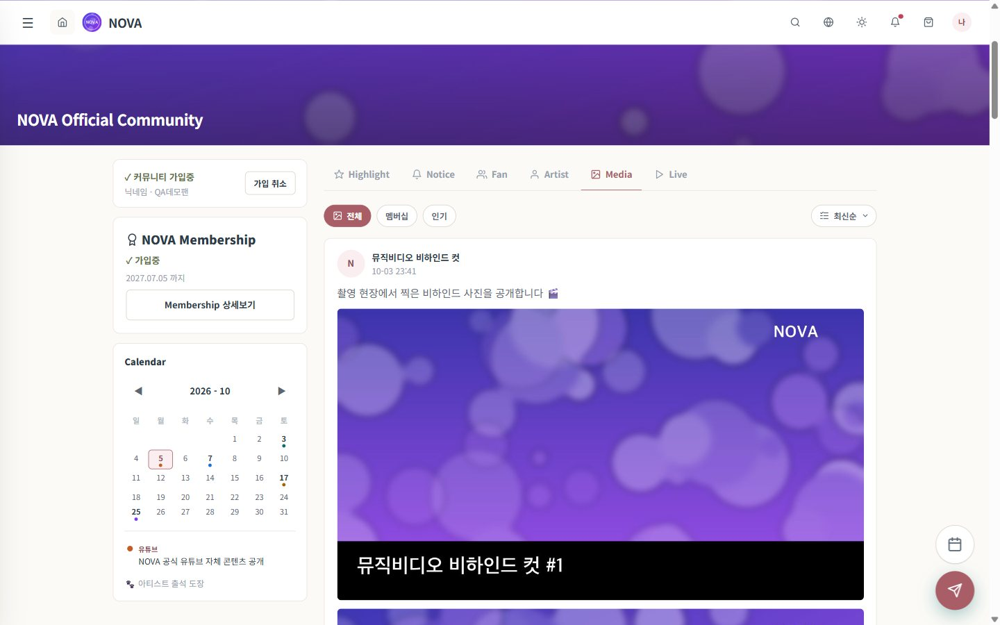 NOVA
NOVA
나
NOVA Official Community
✓ 커뮤니티 가입중
닉네임 · QA데모팬
가입 취소
NOVA Membership
✓ 가입중
2027.07.05 까지
Membership 상세보기
Calendar
◀ 2026 - 10 ▶
일 월 화 수 목 금 토
1 2 3
4 5 6 7 8 9 10
11 12 13 14 15 16 17
18 19 20 21 22 23 24
25 26 27 28 29 30 31
유튜브
NOVA 공식 유튜브 자체 콘텐츠 공개
아티스트 출석 도장
Highlight Notice Fan Artist Media Live
전체 멤버십 인기 최신순
N
뮤직비디오 비하인드 컷
10-03 23:41
촬영 현장에서 찍은 비하인드 사진을 공개합니다 🎬
NOVA
뮤직비디오 비하인드 컷 #1